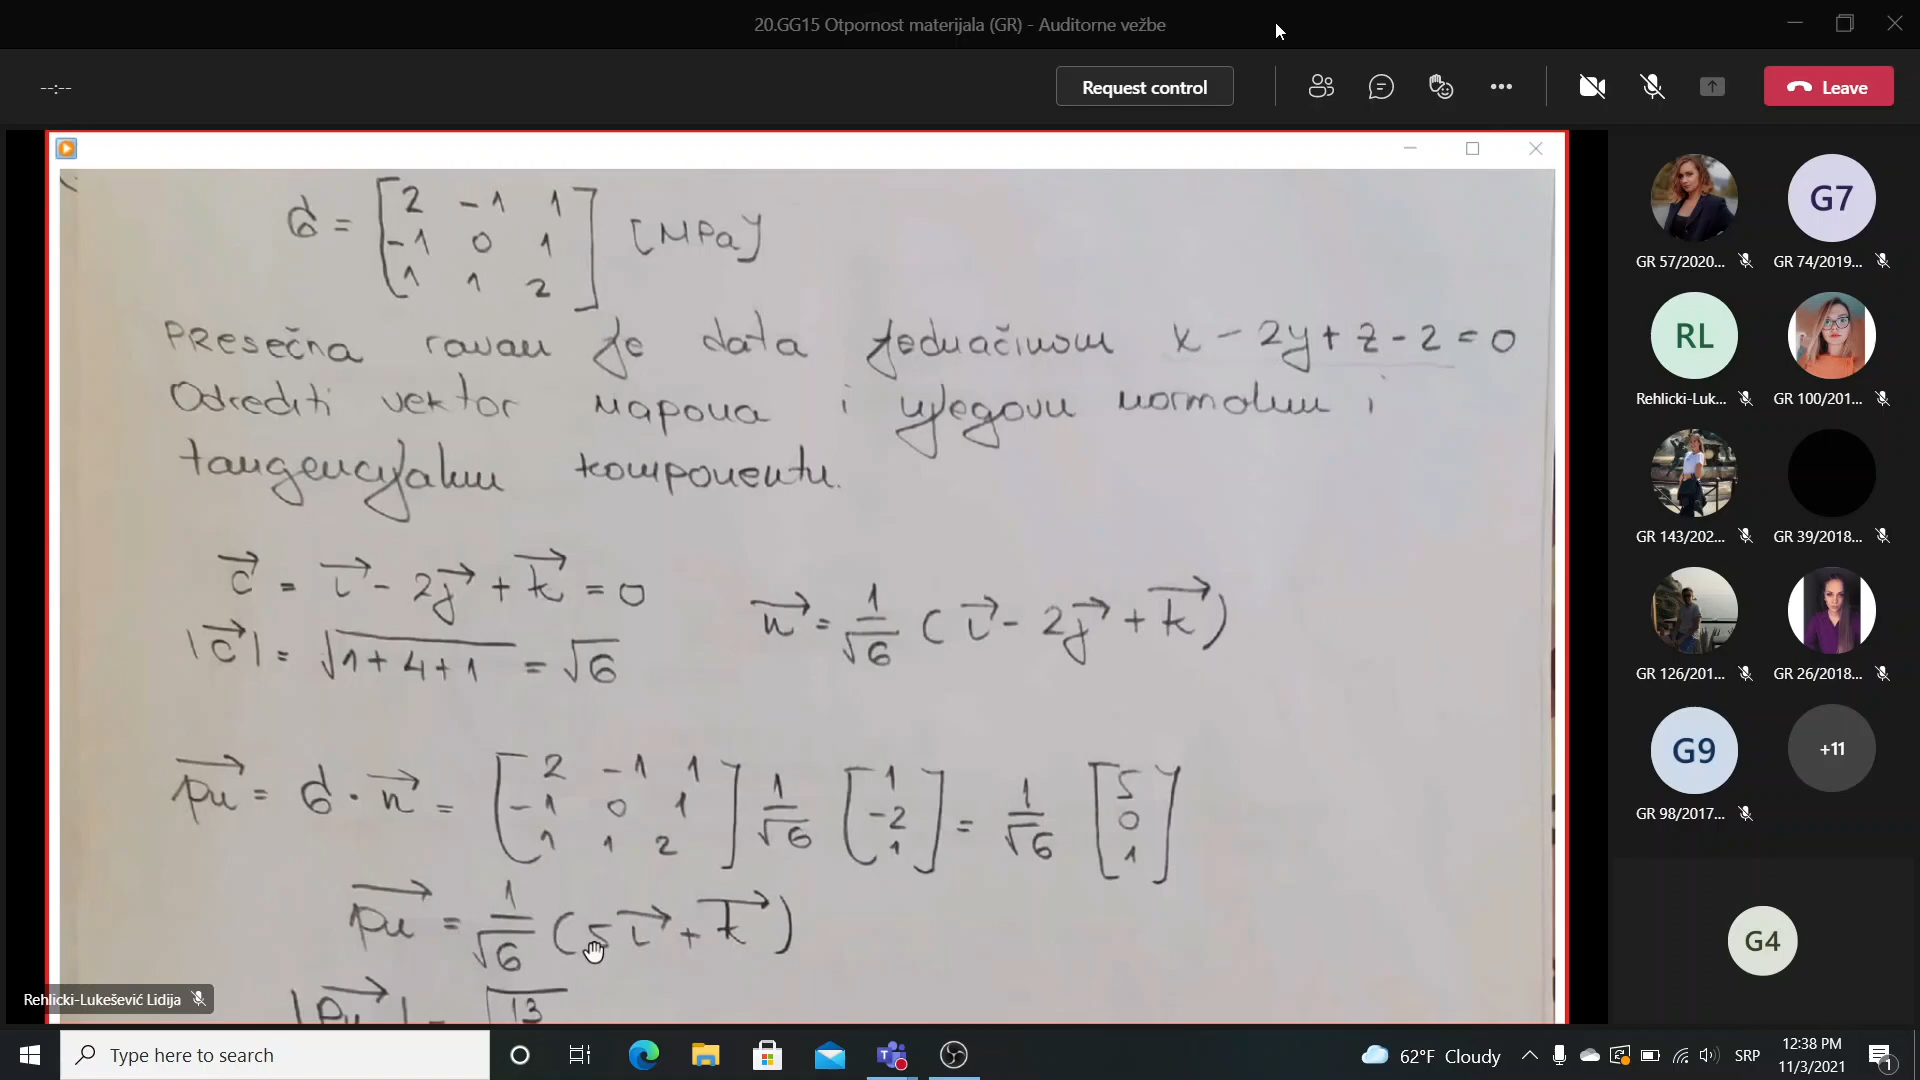 20.GG15 Otpornost materijala (GR) - Auditorne vežbe
--:--
Request control
Leave
σ = [2 -1 1
-1 0 1
1 1 2] [MPa]
Presečna ravan je data jednačinom x - 2y + z - 2 = 0
Odrediti vektor napona i njegovu normalnu i
tangencijalnu komponentu.
c⃗ = i⃗ - 2j⃗ + k⃗ = 0
|c⃗| = √1+4+1 = √6
n⃗ = 1/√6 (i⃗ - 2j⃗ + k⃗)
pn⃗ = σ · n⃗ = [2 -1 1
-1 0 1
1 1 2] 1/√6 [1
-2
1] = 1/√6 [5
0
1]
pn⃗ = 1/√6 (5i⃗ + k⃗)
|pn⃗| = √13
Rehlicki-Lukešević Lidija
G7
GR 57/2020...
GR 74/2019...
RL
Rehlicki-Luk...
GR 100/201...
GR 143/202...
GR 39/2018...
GR 126/201...
GR 26/2018...
G9
+11
GR 98/2017...
G4
Type here to search
62°F Cloudy
SRP
12:38 PM
11/3/2021
1